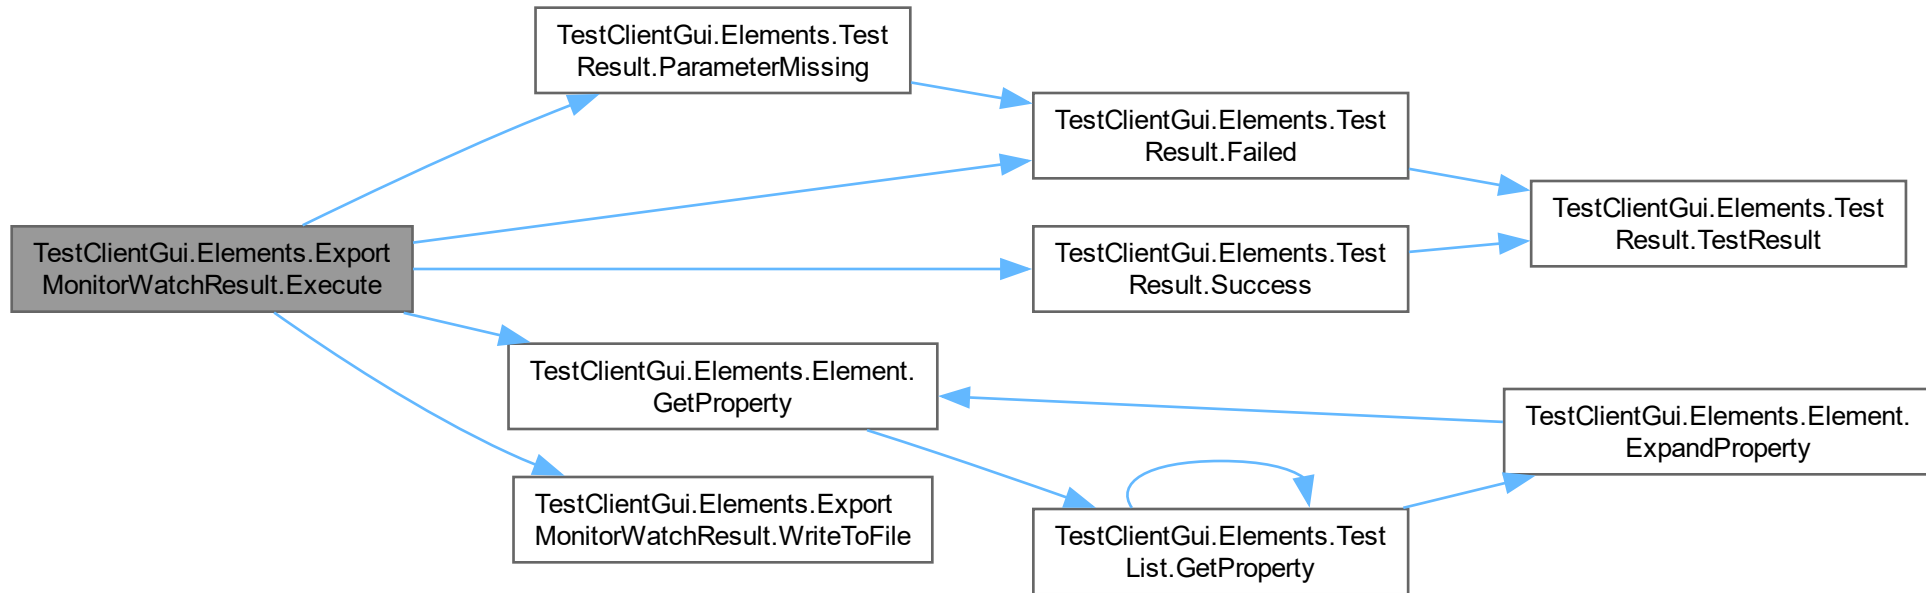 TestClientGui.Elements.Test
Result.ParameterMissing
TestClientGui.Elements.Test
Result.Failed
TestClientGui.Elements.Test
Result.TestResult
TestClientGui.Elements.Export
MonitorWatchResult.Execute
TestClientGui.Elements.Test
Result.Success
TestClientGui.Elements.Element.
GetProperty
TestClientGui.Elements.Element.
ExpandProperty
TestClientGui.Elements.Export
MonitorWatchResult.WriteToFile
TestClientGui.Elements.Test
List.GetProperty